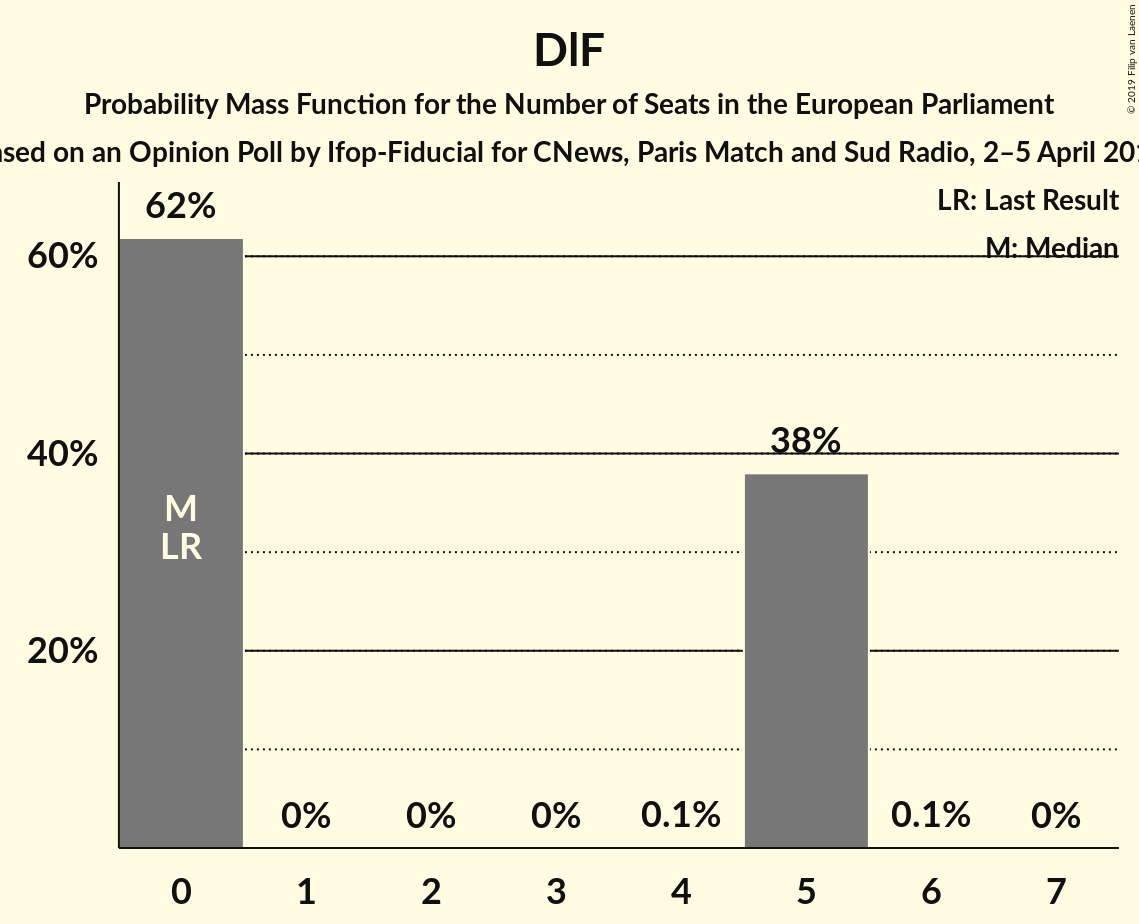 DlF
Probability Mass Function for the Number of Seats in the European Parliament
on an Opinion Poll by Ifop-Fiducial for CNews, Paris Match and Sud Radio, 2–5 April
© 2019 Filip van Laenen
LR: Last Result
M: Median
62%
60%
38%
40%
M
LR
20%
0% 0% 0% 0.1% 0.1% 0%
0 1 2 3 4 5 6 7